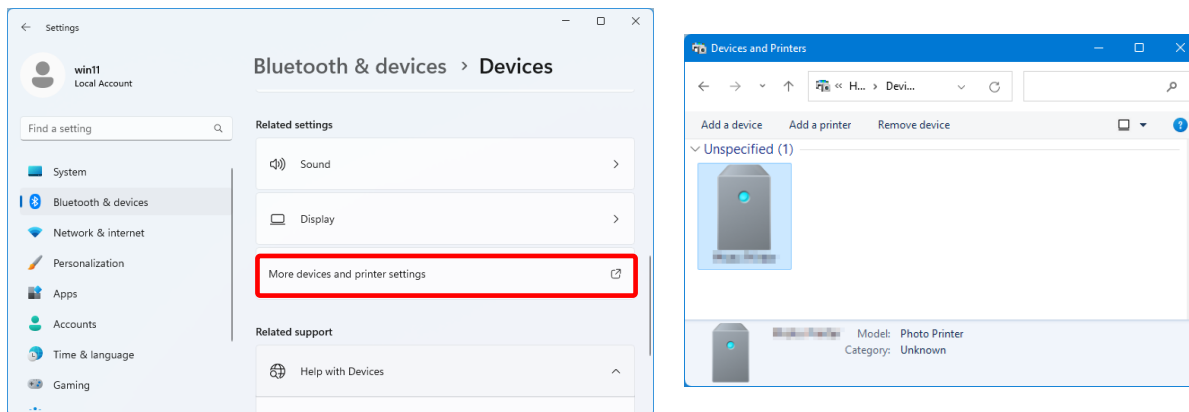 Settings
win11
Local Account
Find a setting
System
Bluetooth & devices
Network & internet
Personalization
Apps
Accounts
Time & language
Gaming
Bluetooth & devices > Devices
Related settings
Sound
Display
More devices and printer settings
Related support
Help with Devices
Devices and Printers
« H... > Devi...
Add a device Add a printer Remove device
Unspecified (1)
Model: Photo Printer
Category: Unknown